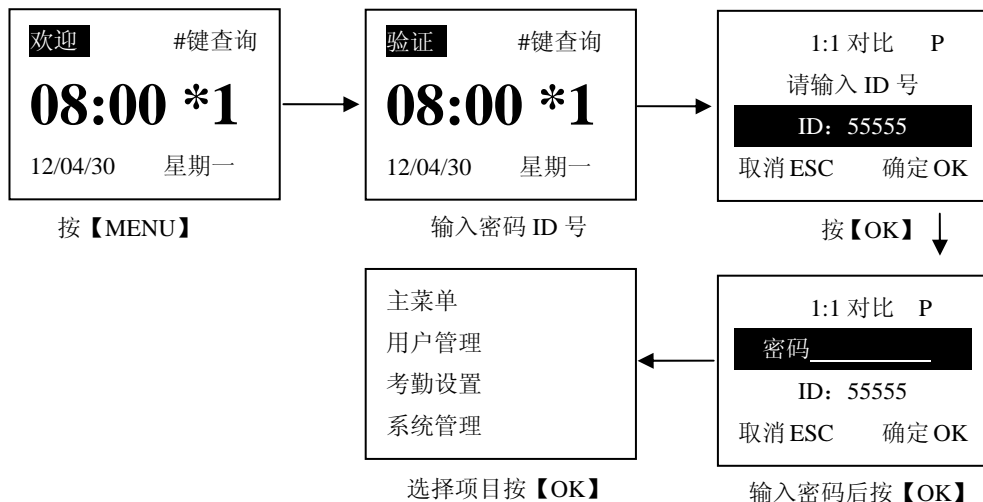 欢迎 #键查询
08:00 *1
12/04/30 星期一
按【MENU】
验证 #键查询
08:00 *1
12/04/30 星期一
输入密码 ID 号
1:1 对比 P
请输入 ID 号
ID：55555
取消 ESC 确定 OK
按【OK】
1:1 对比 P
密码
ID：55555
取消 ESC 确定 OK
输入密码后按【OK】
主菜单
用户管理
考勤设置
系统管理
选择项目按【OK】